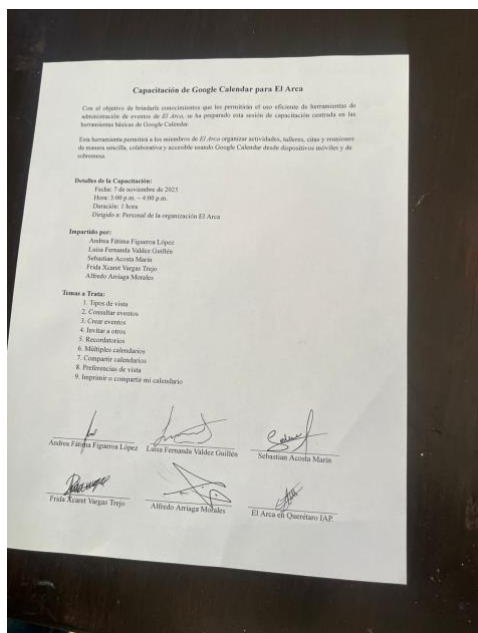 Capacitación de Google Calendar para El Arca
Con el objetivo de brindarla conocimientos que les permitirán el uso eficiente de herramientas de
administración de eventos de El Arca, se ha preparado esta sesión de capacitación centrada en las
herramientas básicas de Google Calendar.
Esta herramienta permitirá a los miembros de El Arca organizar actividades, talleres, citas y reuniones
de manera sencilla, colaborativa y accesible usando Google Calendar desde dispositivos móviles y de
sobremesa.
Detalles de la Capacitación:
Fecha: 7 de noviembre de 2025
Hora: 3:00 p.m. – 4:00 p.m.
Duración: 1 hora
Dirigido a: Personal de la organización El Arca
Impartido por:
Andrea Fátima Figueroa López
Luisa Fernanda Valdez Guillén
Sebastian Acosta Marin
Frida Xcaret Vargas Trejo
Alfredo Arriaga Morales
Temas a Trata:
1. Tipos de vista
2. Consultar eventos
3. Crear eventos
4. Invitar a otros
5. Recordatorios
6. Múltiples calendarios
7. Compartir calendarios
8. Preferencias de vista
9. Imprimir o compartir mi calendario
Andrea Fátima Figueroa López
Luisa Fernanda Valdez Guillén
Sebastian Acosta Marin
Frida Xcaret Vargas Trejo
Alfredo Arriaga Morales
El Arca en Querétaro IAP.